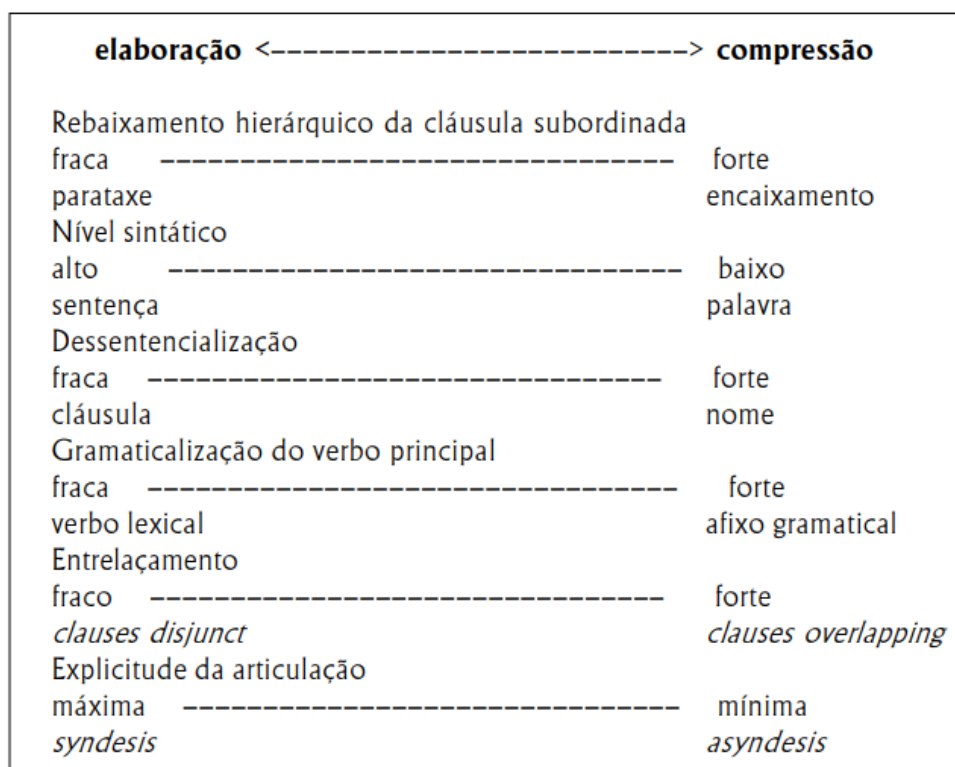 elaboração <---------------------------> compressão
Rebaixamento hierárquico da cláusula subordinada
fraca -------------------------------- forte
parataxe encaixamento
Nível sintático
alto -------------------------------- baixo
sentença palavra
Dessentencialização
fraca -------------------------------- forte
cláusula nome
Gramaticalização do verbo principal
fraca --------------------------------- forte
verbo lexical afixo gramatical
Entrelaçamento
fraco -------------------------------- forte
clauses disjunct clauses overlapping
Explicitude da articulação
máxima ------------------------------- mínima
syndesis asyndesis